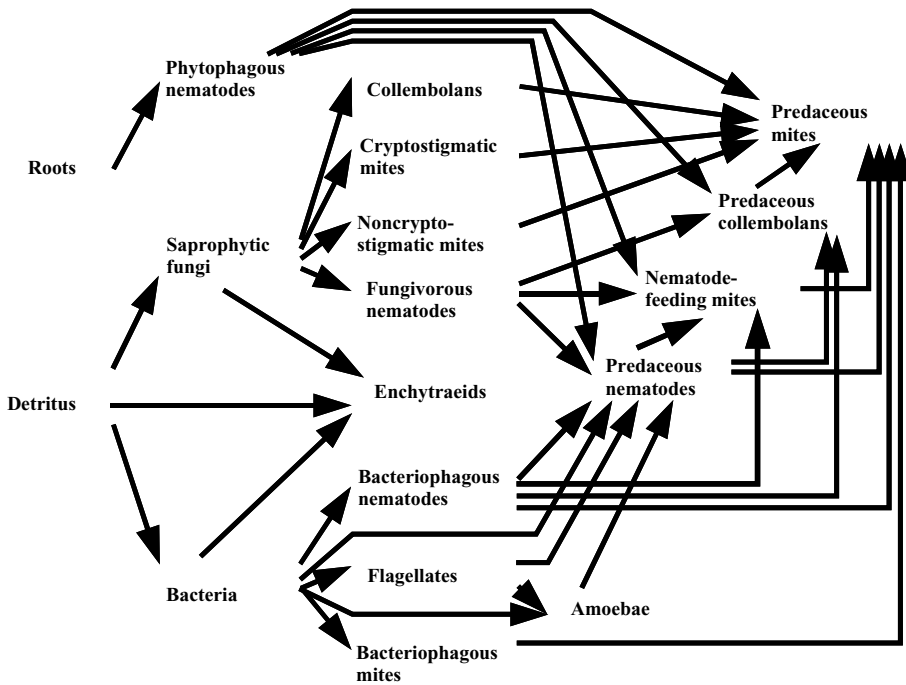 Phytophagous
nematodes
Collembolans
Predaceous
mites
Cryptostigmatic
mites
Roots
Predaceous
collembolans
Noncrypto-
stigmatic mites
Saprophytic
fungi
Nematode-
feeding mites
Fungivorous
nematodes
Predaceous
nematodes
Enchytraeids
Detritus
Bacteriophagous
nematodes
Flagellates
Bacteria
Amoebae
Bacteriophagous
mites